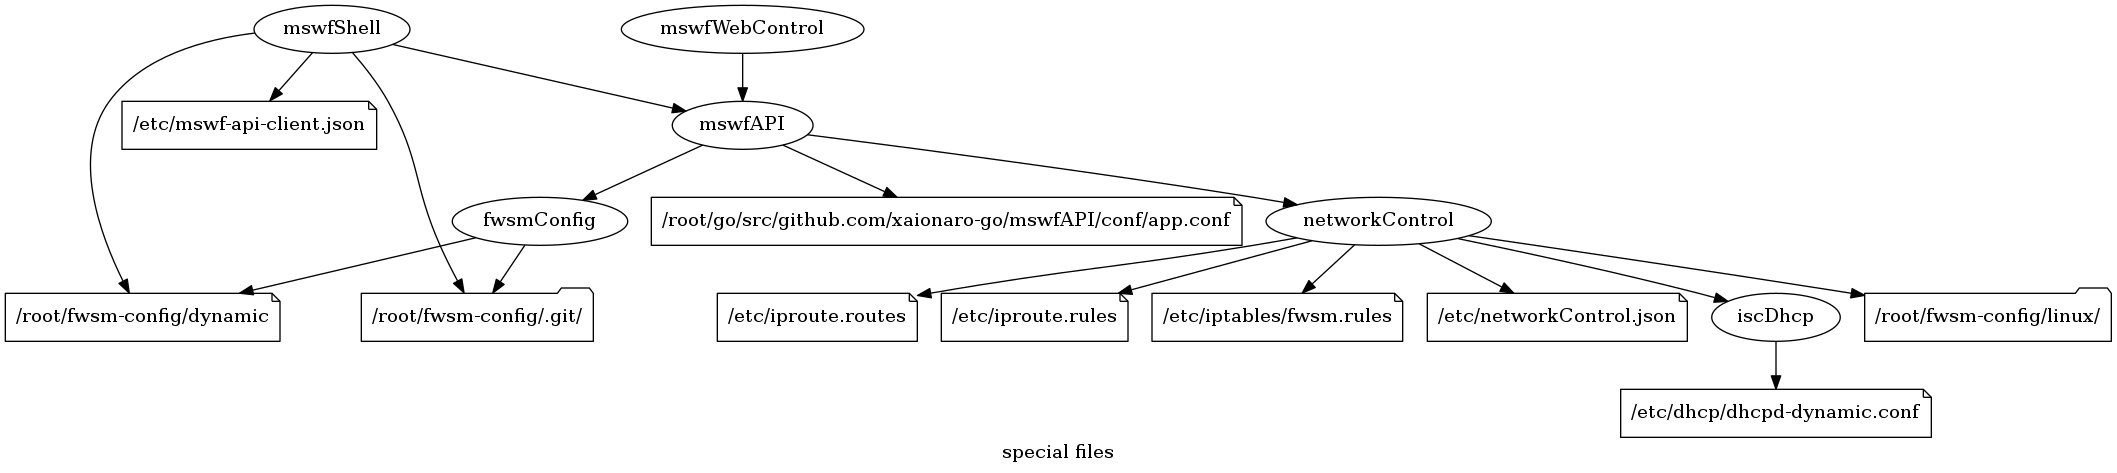 mswfShell
mswfWebControl
/etc/mswf-api-client.json
mswfAPI
fwsmConfig
/root/go/src/github.com/xaionaro-go/mswfAPI/conf/app.conf
networkControl
/root/fwsm-config/dynamic
/root/fwsm-config/.git/
/etc/iproute.routes
/etc/iproute.rules
/etc/iptables/fwsm.rules
/etc/networkControl.json
iscDhcp
/root/fwsm-config/linux/
/etc/dhcp/dhcpd-dynamic.conf
special files